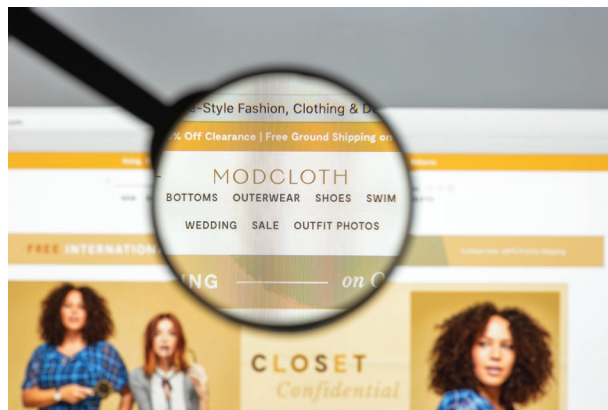 -Style Fashion, Clothing & D
% Off Clearance | Free Ground Shipping on
MODCLOTH
BOTTOMS OUTERWEAR SHOES SWIM
WEDDING SALE OUTFIT PHOTOS
FREE INTERNATION
NG on
CLOSET
Confidential